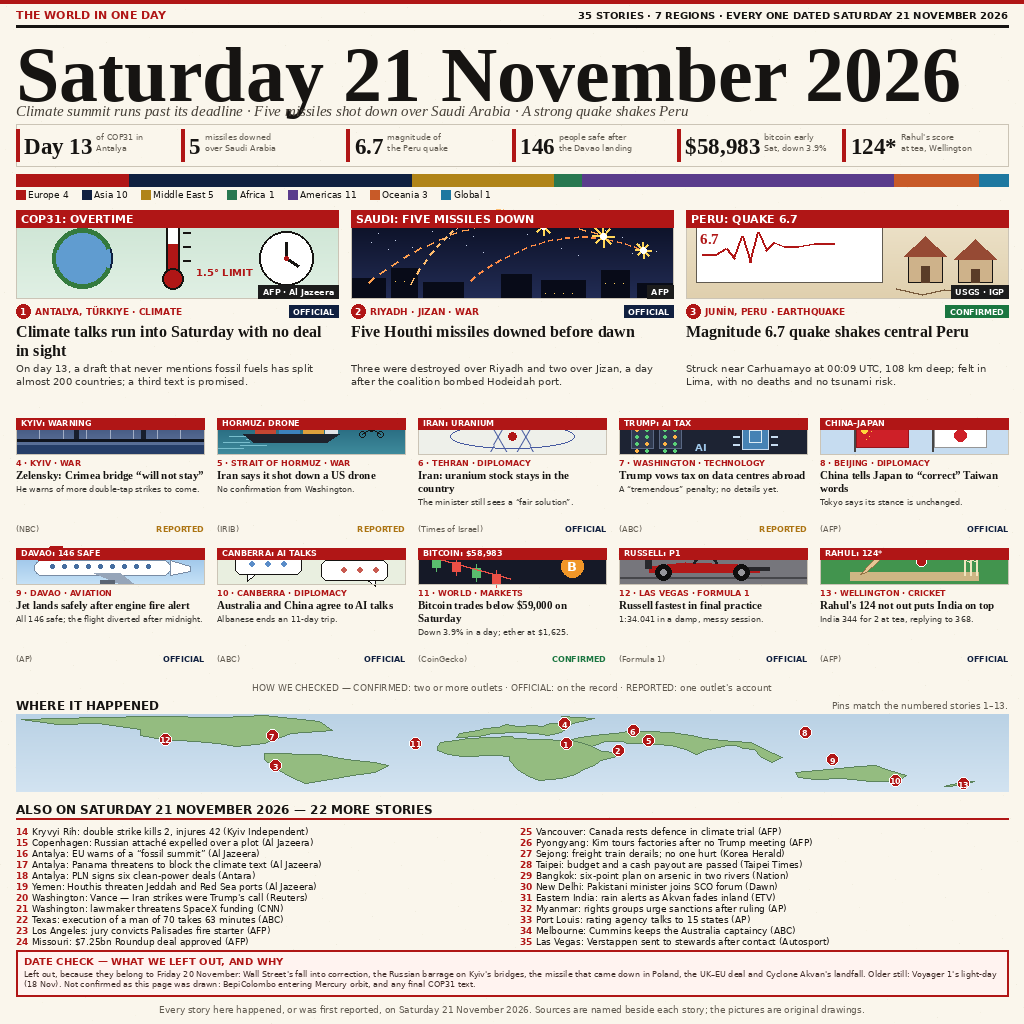 THE WORLD IN ONE DAY
35 STORIES · 7 REGIONS · EVERY ONE DATED SATURDAY 21 NOVEMBER 2026
Saturday 21 November 2026
Climate summit runs past its deadline · Five missiles shot down over Saudi Arabia · A strong quake shakes Peru
Day 13 of COP31 in Antalya
5 missiles downed over Saudi Arabia
6.7 magnitude of the Peru quake
146 people safe after the Davao landing
$58,983 bitcoin early Sat, down 3.9%
124* Rahul's score at tea, Wellington
Europe 4
Asia 10
Middle East 5
Africa 1
Americas 11
Oceania 3
Global 1
COP31: OVERTIME
1.5° LIMIT
AFP · Al Jazeera
1 ANTALYA, TÜRKIYE · CLIMATE
OFFICIAL
Climate talks run into Saturday with no deal
in sight
On day 13, a draft that never mentions fossil fuels has split
almost 200 countries; a third text is promised.
SAUDI: FIVE MISSILES DOWN
AFP
2 RIYADH · JIZAN · WAR
OFFICIAL
Five Houthi missiles downed before dawn
Three were destroyed over Riyadh and two over Jizan, a day
after the coalition bombed Hodeidah port.
PERU: QUAKE 6.7
6.7
USGS · IGP
3 JUNÍN, PERU · EARTHQUAKE
CONFIRMED
Magnitude 6.7 quake shakes central Peru
Struck near Carhuamayo at 00:09 UTC, 108 km deep; felt in
Lima, with no deaths and no tsunami risk.
KYIV: WARNING
4 · KYIV · WAR
Zelensky: Crimea bridge “will not stay”
He warns of more double-tap strikes to come.
(NBC)
REPORTED
HORMUZ: DRONE
5 · STRAIT OF HORMUZ · WAR
Iran says it shot down a US drone
No confirmation from Washington.
(IRIB)
REPORTED
IRAN: URANIUM
6 · TEHRAN · DIPLOMACY
Iran: uranium stock stays in the
country
The minister still sees a “fair solution”.
(Times of Israel)
OFFICIAL
TRUMP: AI TAX
AI
7 · WASHINGTON · TECHNOLOGY
Trump vows tax on data centres abroad
A “tremendous” penalty; no details yet.
(ABC)
REPORTED
CHINA–JAPAN
8 · BEIJING · DIPLOMACY
China tells Japan to “correct” Taiwan
words
Tokyo says its stance is unchanged.
(AFP)
OFFICIAL
DAVAO: 146 SAFE
9 · DAVAO · AVIATION
Jet lands safely after engine fire alert
All 146 safe; the flight diverted after midnight.
(AP)
OFFICIAL
CANBERRA: AI TALKS
10 · CANBERRA · DIPLOMACY
Australia and China agree to AI talks
Albanese ends an 11-day trip.
(ABC)
OFFICIAL
BITCOIN: $58,983
B
11 · WORLD · MARKETS
Bitcoin trades below $59,000 on
Saturday
Down 3.9% in a day; ether at $1,625.
(CoinGecko)
CONFIRMED
RUSSELL: P1
12 · LAS VEGAS · FORMULA 1
Russell fastest in final practice
1:34.041 in a damp, messy session.
(Formula 1)
OFFICIAL
RAHUL: 124*
13 · WELLINGTON · CRICKET
Rahul's 124 not out puts India on top
India 344 for 2 at tea, replying to 368.
(AFP)
OFFICIAL
HOW WE CHECKED — CONFIRMED: two or more outlets · OFFICIAL: on the record · REPORTED: one outlet's account
WHERE IT HAPPENED
Pins match the numbered stories 1–13.
12
7
3
11
4
1
6
5
2
8
9
10
13
ALSO ON SATURDAY 21 NOVEMBER 2026 — 22 MORE STORIES
14 Kryvyi Rih: double strike kills 2, injures 42 (Kyiv Independent)
15 Copenhagen: Russian attaché expelled over a plot (Al Jazeera)
16 Antalya: EU warns of a “fossil summit” (Al Jazeera)
17 Antalya: Panama threatens to block the climate text (Al Jazeera)
18 Antalya: PLN signs six clean-power deals (Antara)
19 Yemen: Houthis threaten Jeddah and Red Sea ports (Al Jazeera)
20 Washington: Vance — Iran strikes were Trump's call (Reuters)
21 Washington: lawmaker threatens SpaceX funding (CNN)
22 Texas: execution of a man of 70 takes 63 minutes (ABC)
23 Los Angeles: jury convicts Palisades fire starter (AFP)
24 Missouri: $7.25bn Roundup deal approved (AFP)
25 Vancouver: Canada rests defence in climate trial (AFP)
26 Pyongyang: Kim tours factories after no Trump meeting (AFP)
27 Sejong: freight train derails; no one hurt (Korea Herald)
28 Taipei: budget and a cash payout are passed (Taipei Times)
29 Bangkok: six-point plan on arsenic in two rivers (Nation)
30 New Delhi: Pakistani minister joins SCO forum (Dawn)
31 Eastern India: rain alerts as Akvan fades inland (ETV)
32 Myanmar: rights groups urge sanctions after ruling (AP)
33 Port Louis: rating agency talks to 15 states (AP)
34 Melbourne: Cummins keeps the Australia captaincy (ABC)
35 Las Vegas: Verstappen sent to stewards after contact (Autosport)
DATE CHECK — WHAT WE LEFT OUT, AND WHY
Left out, because they belong to Friday 20 November: Wall Street's fall into correction, the Russian barrage on Kyiv's bridges, the missile that came down in Poland, the UK–EU deal and Cyclone Akvan's landfall. Older still: Voyager 1's light-day
(18 Nov). Not confirmed as this page was drawn: BepiColombo entering Mercury orbit, and any final COP31 text.
Every story here happened, or was first reported, on Saturday 21 November 2026. Sources are named beside each story; the pictures are original drawings.